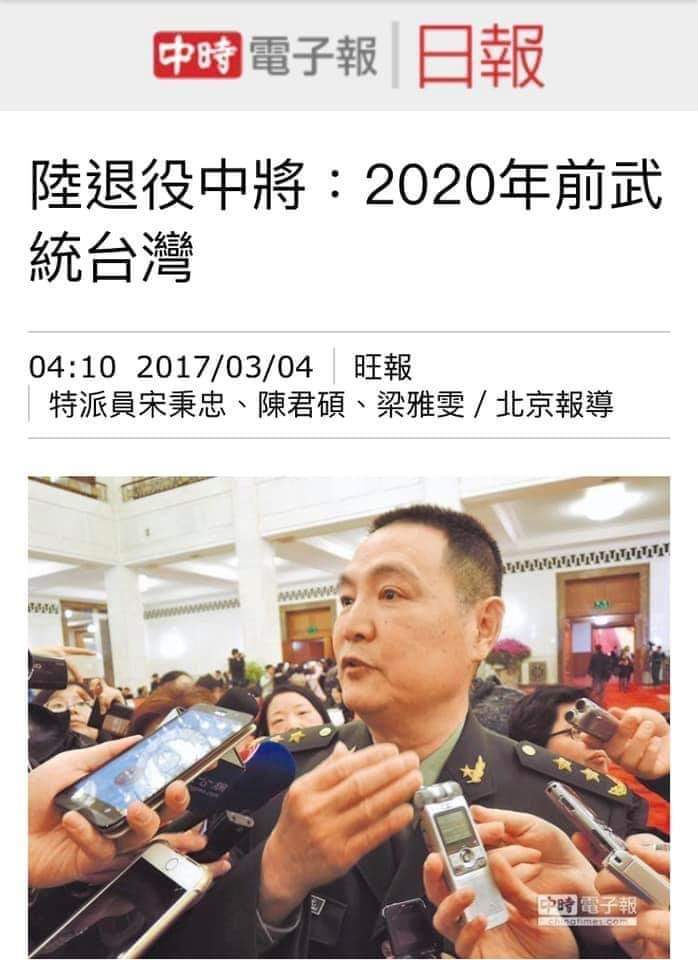 中時 電子報 日報
陸退役中將：2020年前武
統台灣
04:10 2017/03/04 | 旺報
| 特派員宋秉忠、陳君碩、梁雅雯／北京報導
中時 電子報
chinatimes.com